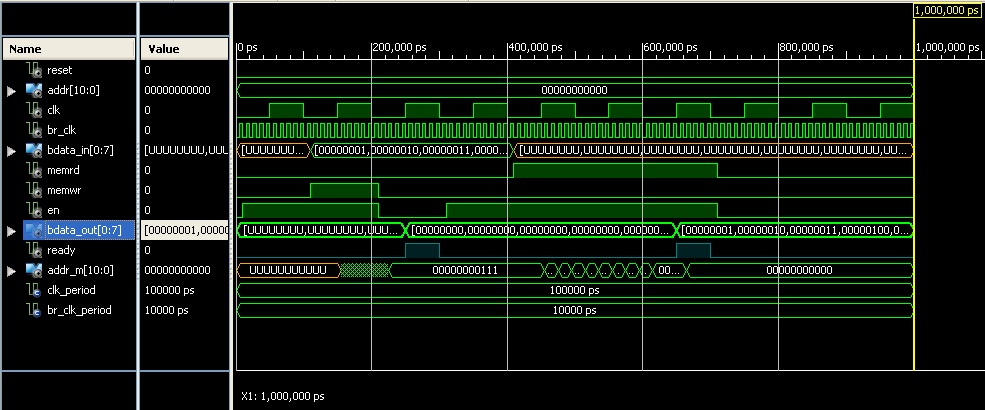 1,000,000 ps
Name Value
0 ps 200,000 ps 400,000 ps 600,000 ps 800,000 ps 1,000,000 ps
reset 0
addr[10:0] 00000000000 00000000000
clk 0
br_clk 0
bdata_in[0:7] [UUUUUUUU,UU [UUUUUUU... [00000001,00000010,00000011,0000... [UUUUUUUU,UUUUUUUU,UUUUUUUU,UUUUUUUU,UUUUUUUU,UU...
memrd 0
memwr 0
en 0
bdata_out[0:7] [00000001,00000 [UUUUUUUU,UUUUUUUU,UUU... [00000000,00000000,00000000,00000000,000... [00000001,00000010,00000011,00000100,0...
ready 0
addr_m[10:0] 00000000000 UUUUUUUUUUU 00000000111 00... 00000000000
clk_period 100000 ps 100000 ps
br_clk_period 10000 ps 10000 ps
X1: 1,000,000 ps